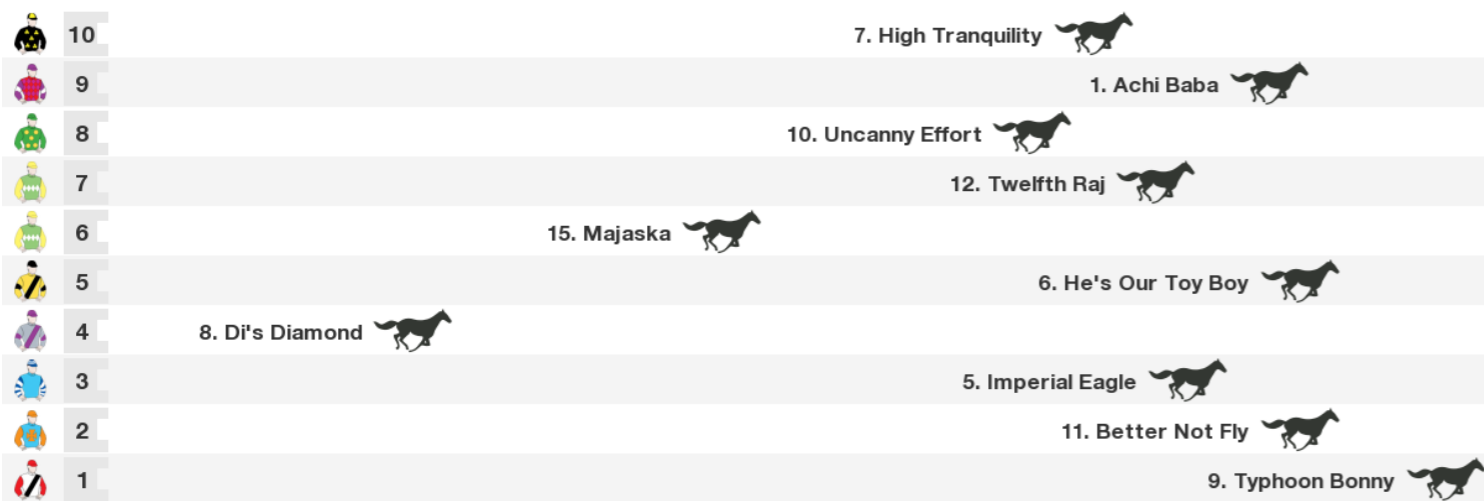 10 7. High Tranquility
9 1. Achi Baba
8 10. Uncanny Effort
7 12. Twelfth Raj
6 15. Majaska
5 6. He's Our Toy Boy
4 8. Di's Diamond
3 5. Imperial Eagle
2 11. Better Not Fly
1 9. Typhoon Bonny